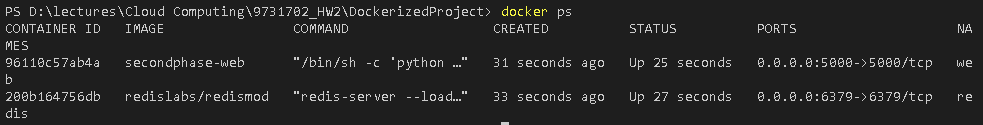 PS D:\lectures\Cloud Computing\9731702_HW2\DockerizedProject> docker ps
CONTAINER ID   IMAGE                 COMMAND                  CREATED          STATUS          PORTS                    NA
MES
96110c57ab4a   secondphase-web       "/bin/sh -c 'python …"   31 seconds ago   Up 25 seconds   0.0.0.0:5000->5000/tcp   we
b
200b164756db   redislabs/redismod    "redis-server --load…"   33 seconds ago   Up 27 seconds   0.0.0.0:6379->6379/tcp   re
dis